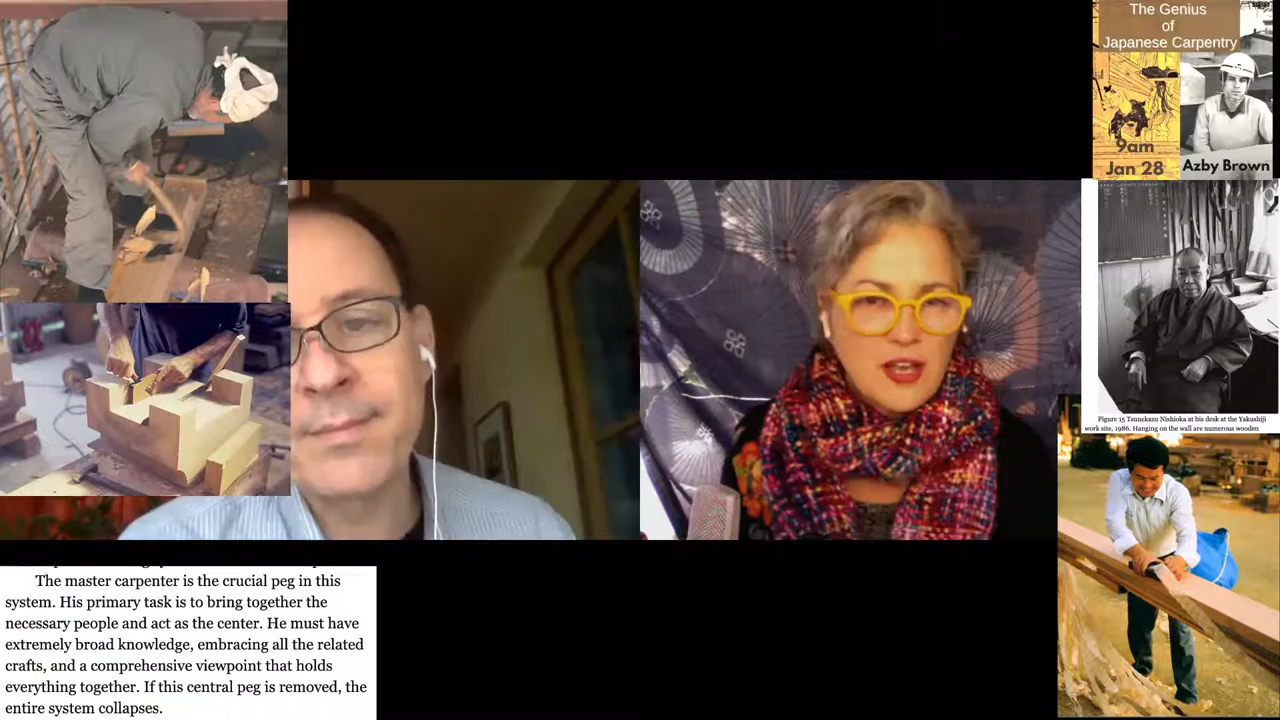 The Genius
of
Japanese Carpentry
9am
Jan 28
Azby Brown
Figure 15 Tsunekazu Nishioka at his desk at the Yakushiji
work site, 1986. Hanging on the wall are numerous wooden
The master carpenter is the crucial peg in this
system. His primary task is to bring together the
necessary people and act as the center. He must have
extremely broad knowledge, embracing all the related
crafts, and a comprehensive viewpoint that holds
everything together. If this central peg is removed, the
entire system collapses.